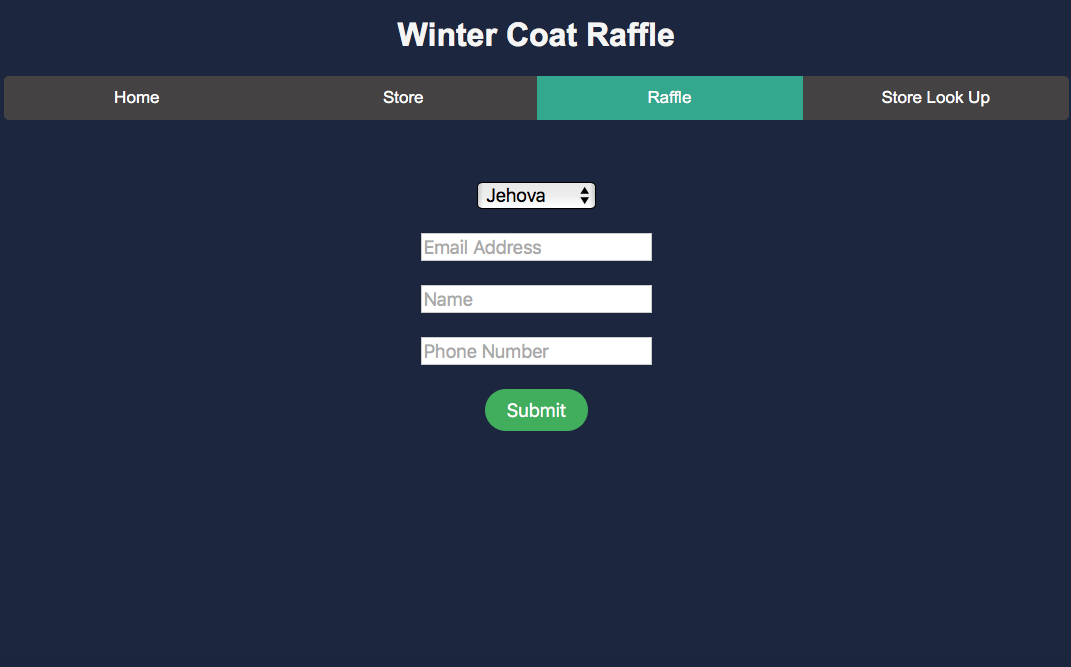 Winter Coat Raffle
Home Store Raffle Store Look Up
Jehova
Email Address
Name
Phone Number
Submit